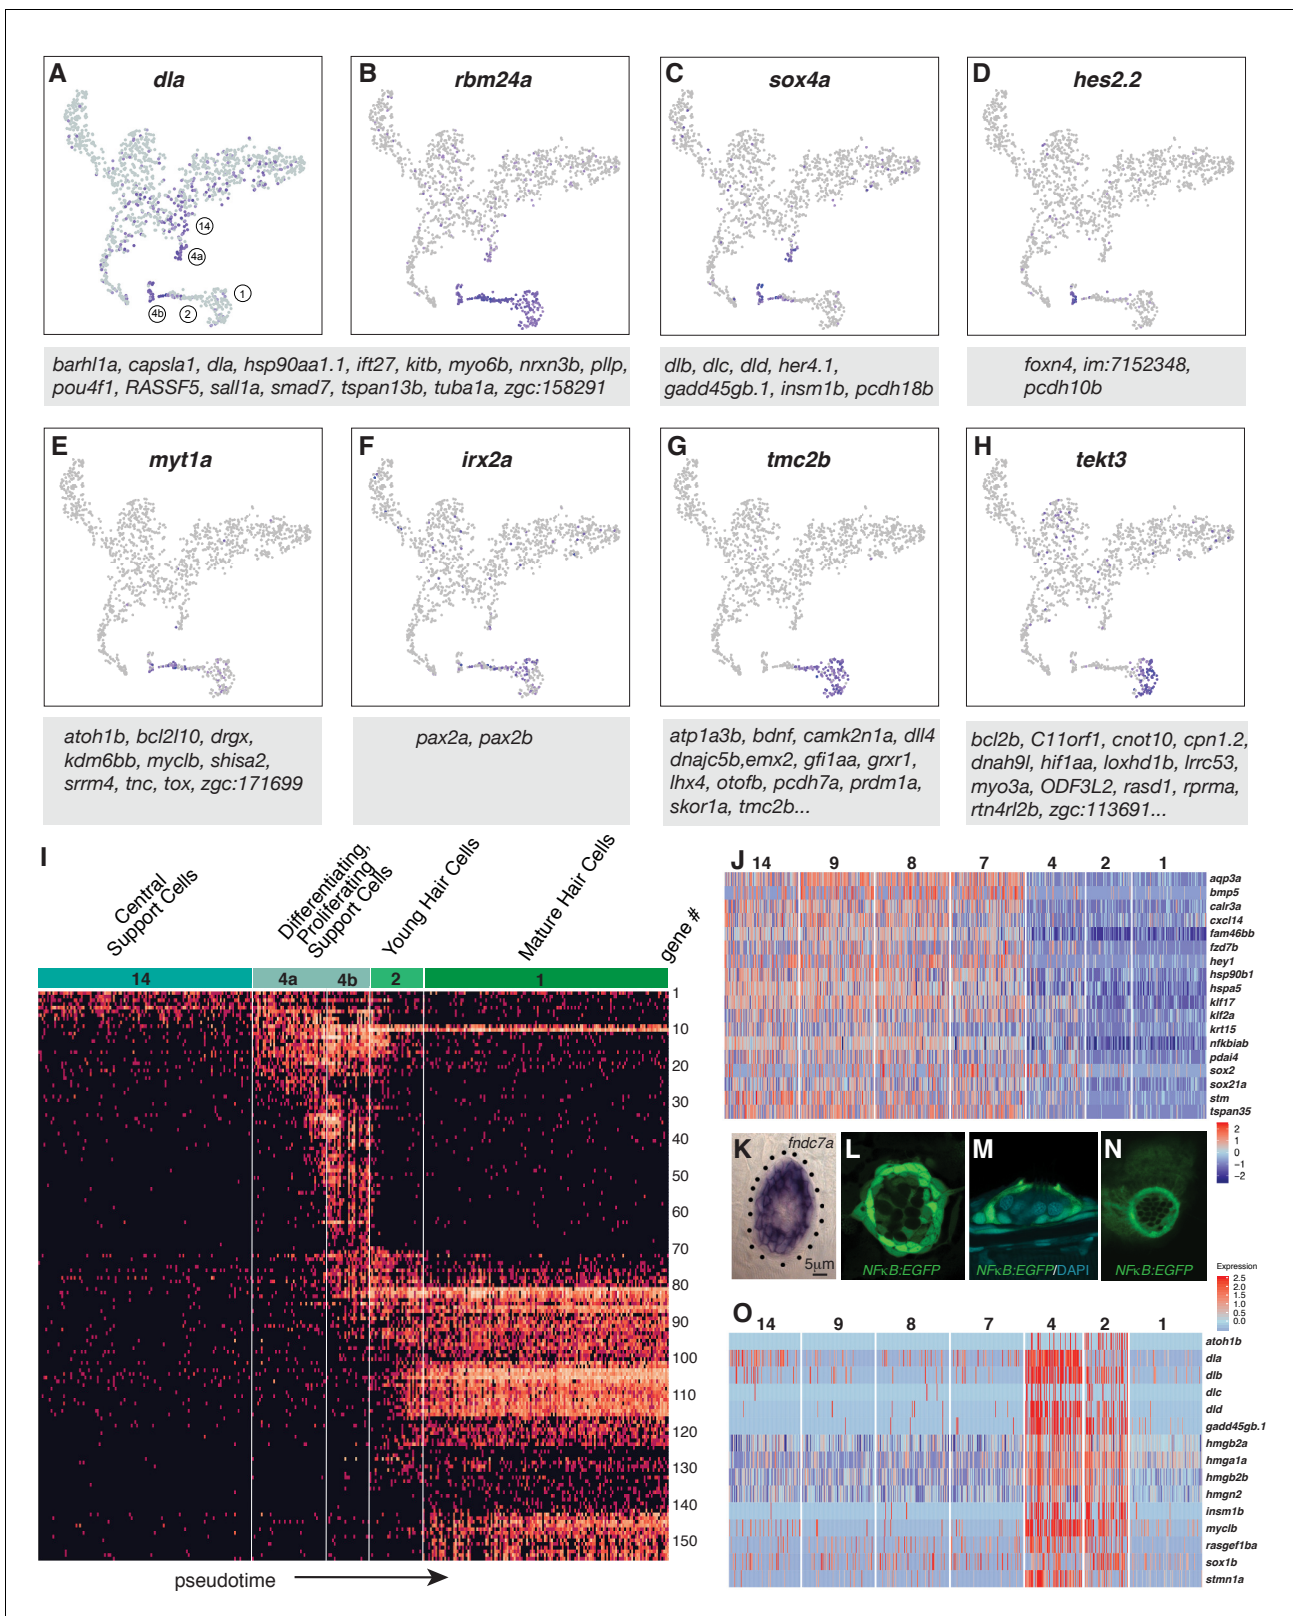 A
dla
14
4a
1
4b
2
B
rbm24a
C
sox4a
D
hes2.2
barhl1a, capsla1, dla, hsp90aa1.1, ift27, kitb, myo6b, nrxn3b, pllp,
pou4f1, RASSF5, sall1a, smad7, tspan13b, tuba1a, zgc:158291
dlb, dlc, dld, her4.1,
gadd45gb.1, insm1b, pcdh18b
foxn4, im:7152348,
pcdh10b
E
myt1a
F
irx2a
G
tmc2b
H
tekt3
atoh1b, bcl2l10, drgx,
kdm6bb, myclb, shisa2,
srrm4, tnc, tox, zgc:171699
pax2a, pax2b
atp1a3b, bdnf, camk2n1a, dll4
dnajc5b,emx2, gfi1aa, grxr1,
lhx4, otofb, pcdh7a, prdm1a,
skor1a, tmc2b...
bcl2b, C11orf1, cnot10, cpn1.2,
dnah9l, hif1aa, loxhd1b, lrrc53,
myo3a, ODF3L2, rasd1, rprma,
rtn4rl2b, zgc:113691...
I
Central
Support Cells
Differentiating,
Proliferating
Support Cells
Young Hair Cells
Mature Hair Cells
gene #
14
4a
4b
2
1
1
10
20
30
40
50
60
70
80
90
100
110
120
130
140
150
pseudotime
J
14 9 8 7 4 2 1
aqp3a
bmp5
calr3a
cxcl14
fam46bb
fzd7b
hey1
hsp90b1
hspa5
klf17
klf2a
krt15
nfkbiab
pdai4
sox2
sox21a
stm
tspan35
2
1
0
−1
−2
K
fndc7a
5µm
L
NFκB:EGFP
M
NFκB:EGFP/DAPI
N
NFκB:EGFP
Expression
2.5
2.0
1.5
1.0
0.5
0.0
O
14 9 8 7 4 2 1
atoh1b
dla
dlb
dlc
dld
gadd45gb.1
hmgb2a
hmga1a
hmgb2b
hmgn2
insm1b
myclb
rasgef1ba
sox1b
stmn1a